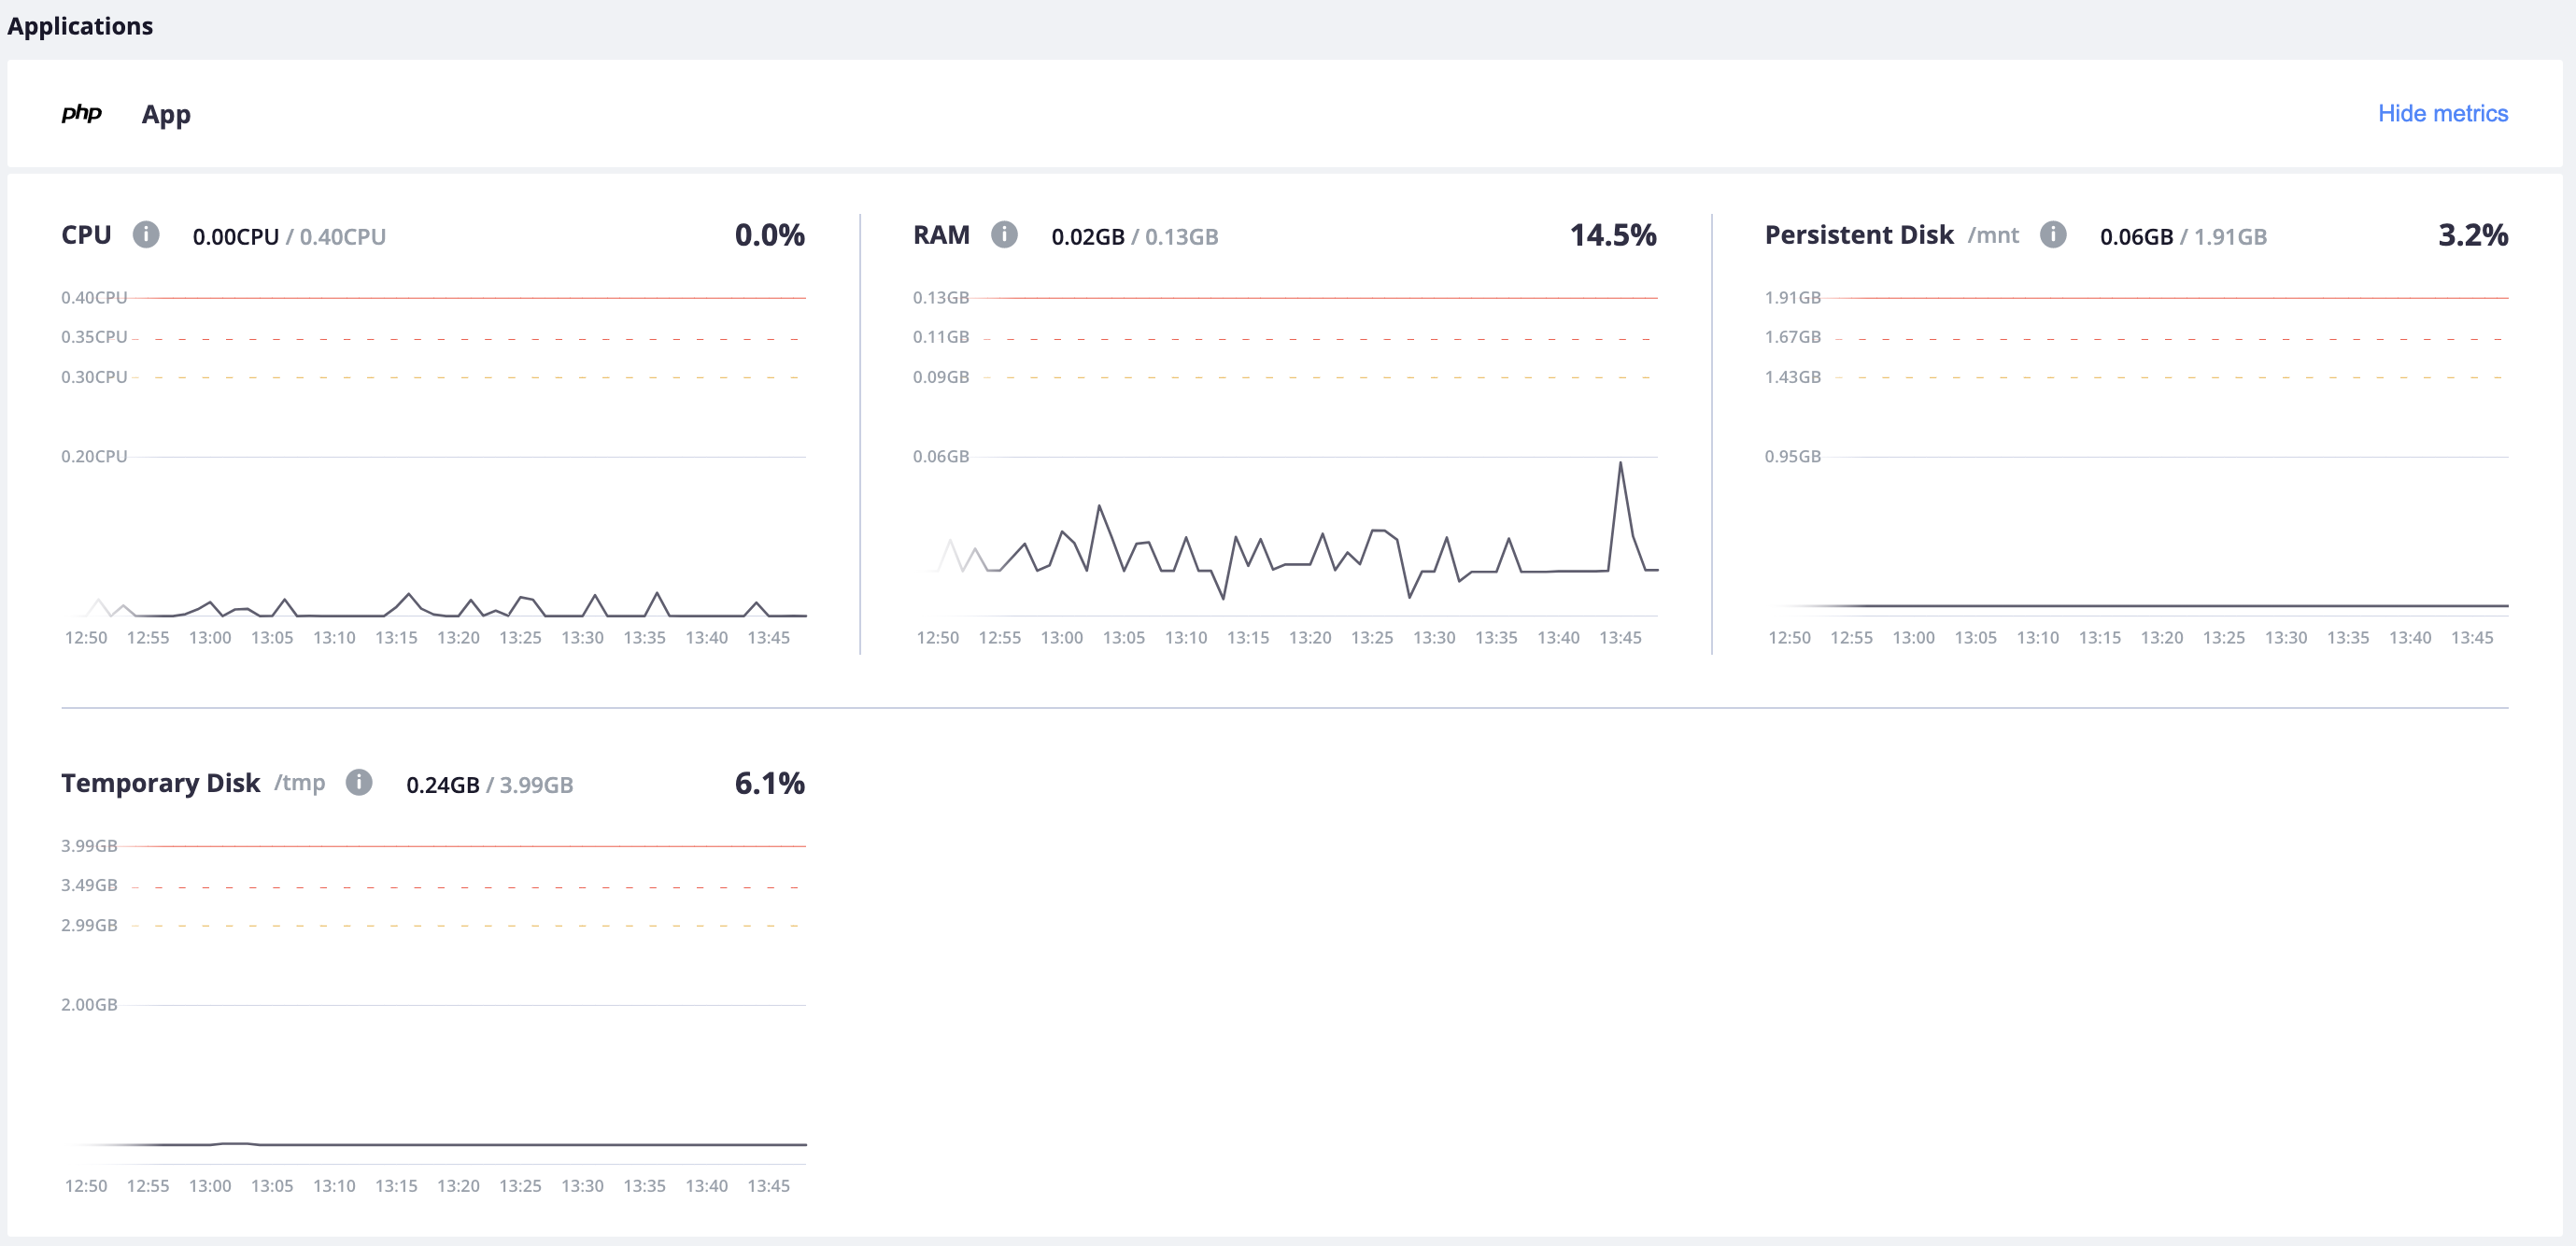 Applications
php App Hide metrics
CPU i 0.00CPU / 0.40CPU 0.0%
0.40CPU
0.35CPU
0.30CPU
0.20CPU
12:50 12:55 13:00 13:05 13:10 13:15 13:20 13:25 13:30 13:35 13:40 13:45
RAM i 0.02GB / 0.13GB 14.5%
0.13GB
0.11GB
0.09GB
0.06GB
12:50 12:55 13:00 13:05 13:10 13:15 13:20 13:25 13:30 13:35 13:40 13:45
Persistent Disk /mnt i 0.06GB / 1.91GB 3.2%
1.91GB
1.67GB
1.43GB
0.95GB
12:50 12:55 13:00 13:05 13:10 13:15 13:20 13:25 13:30 13:35 13:40 13:45
Temporary Disk /tmp i 0.24GB / 3.99GB 6.1%
3.99GB
3.49GB
2.99GB
2.00GB
12:50 12:55 13:00 13:05 13:10 13:15 13:20 13:25 13:30 13:35 13:40 13:45